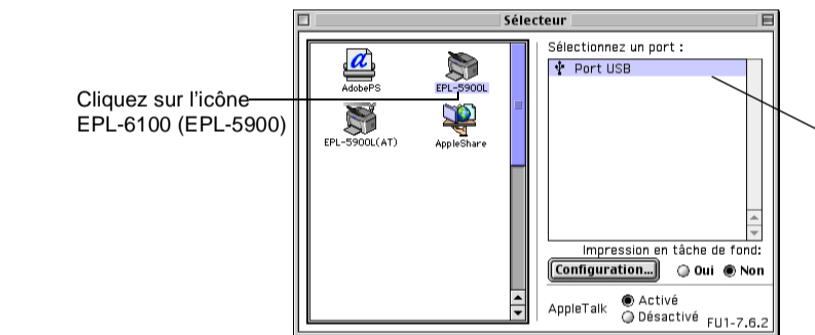 Sélecteur
Cliquez sur l'icône
EPL-6100 (EPL-5900)
AdobePS
EPL-5900L
EPL-5900L(AT)
AppleShare
Sélectionnez un port :
Port USB
Impression en tâche de fond:
Configuration... Oui Non
AppleTalk Activé
Désactivé
FU1-7.6.2